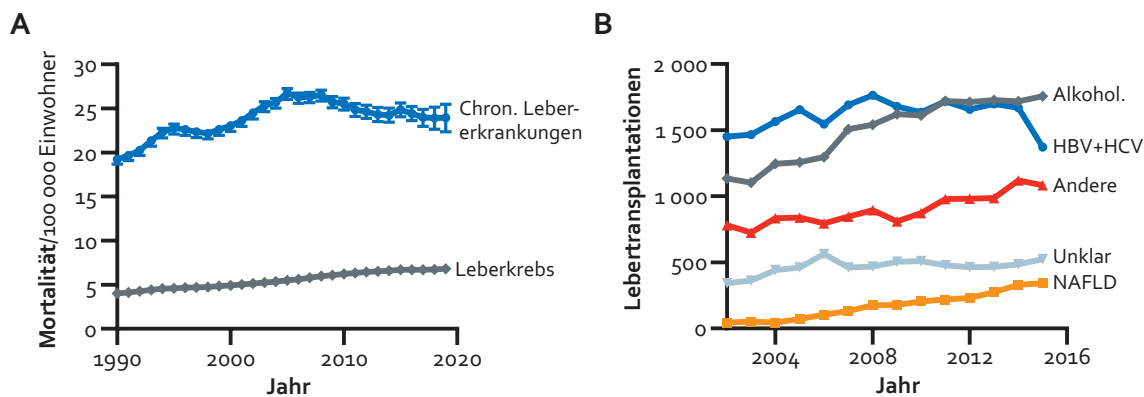 A
Mortalität/100 000 Einwohner
30
25
20
15
10
5
0
1990
2000
2010
2020
Jahr
Chron. Leber-
erkrankungen
Leberkrebs
B
Lebertransplantationen
2 000
1 500
1 000
500
0
2004
2008
2012
2016
Jahr
Alkohol.
HBV+HCV
Andere
Unklar
NAFLD